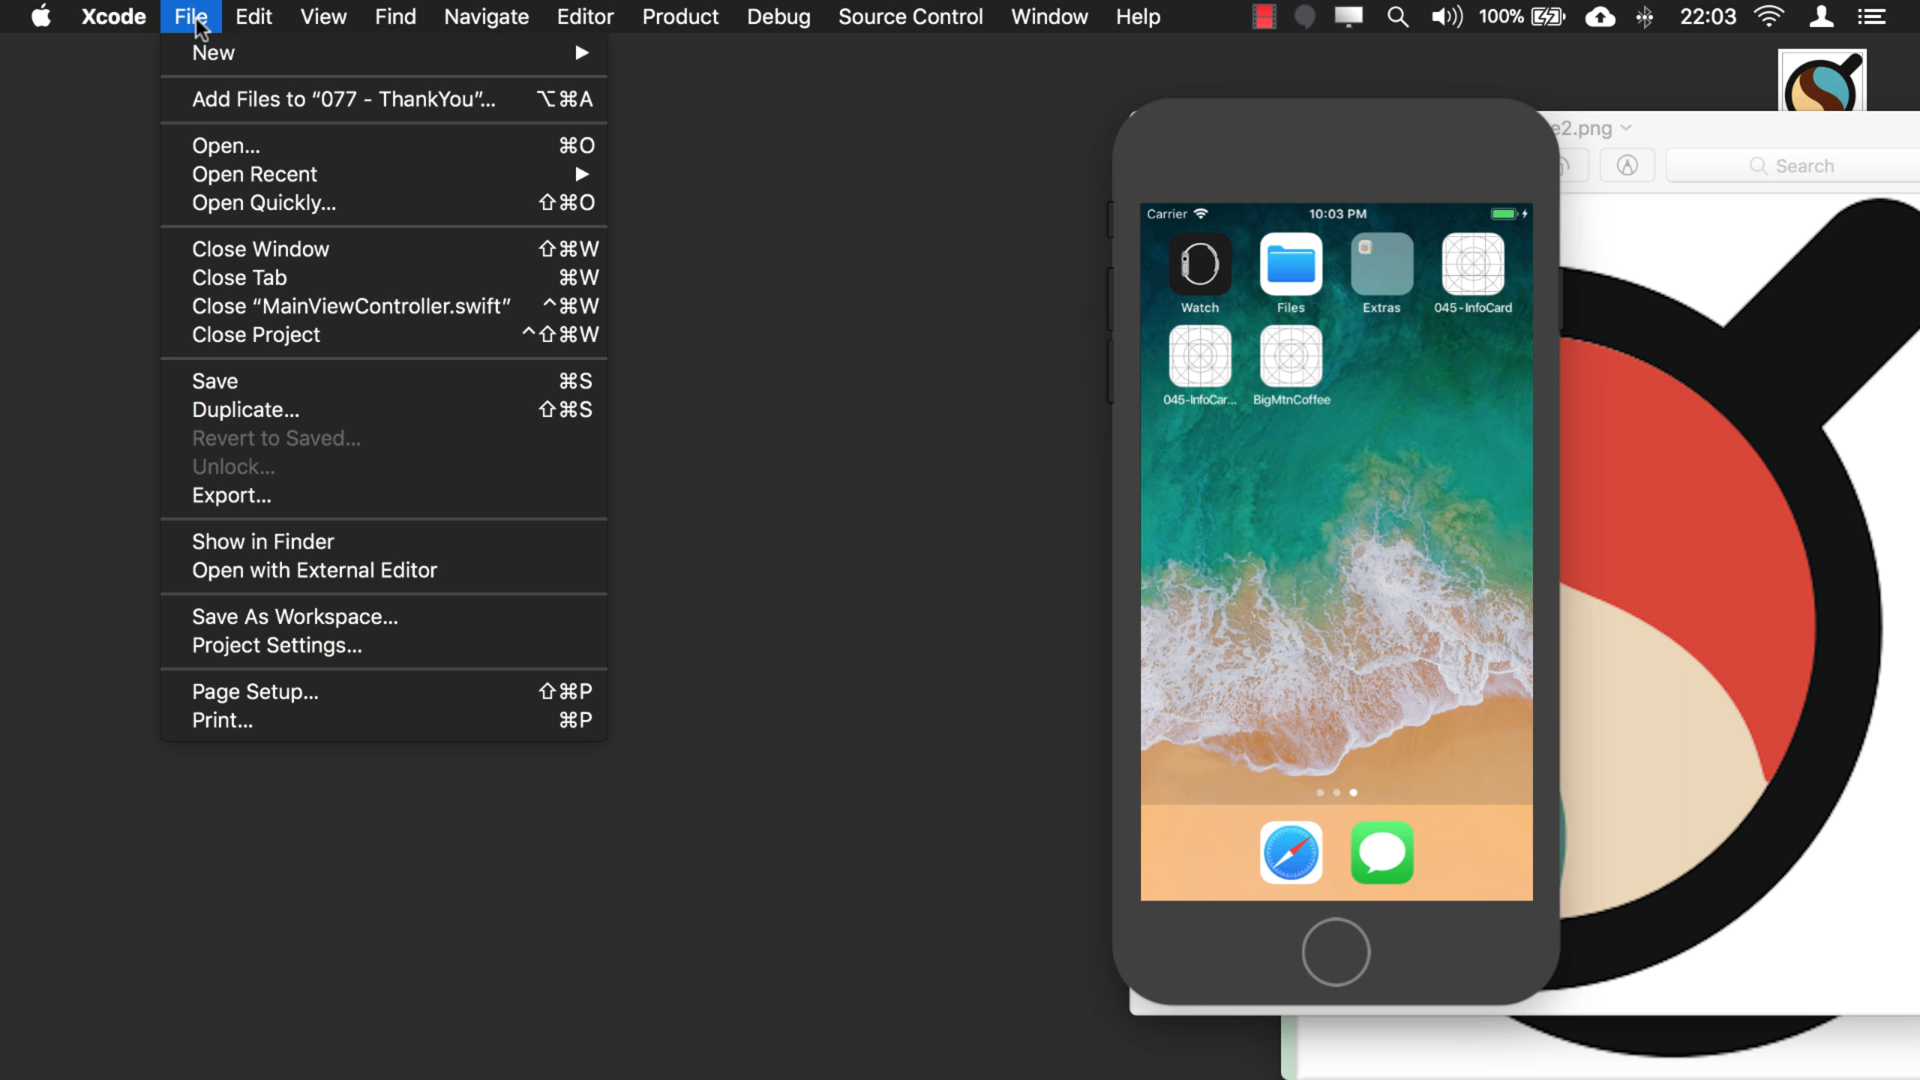 Xcode File Edit View Find Navigate Editor Product Debug Source Control Window Help 100% 22:03
New
Add Files to “077 - ThankYou”... ⌥⌘A
Open... ⌘O
Open Recent
Open Quickly... ⇧⌘O
Close Window ⇧⌘W
Close Tab ⌘W
Close “MainViewController.swift” ^⌘W
Close Project ^⇧⌘W
Save ⌘S
Duplicate... ⇧⌘S
Revert to Saved...
Unlock...
Export...
Show in Finder
Open with External Editor
Save As Workspace...
Project Settings...
Page Setup... ⇧⌘P
Print... ⌘P
e2.png
Search
Carrier 10:03 PM
Watch Files Extras 045-InfoCard
045-InfoCar... BigMtnCoffee